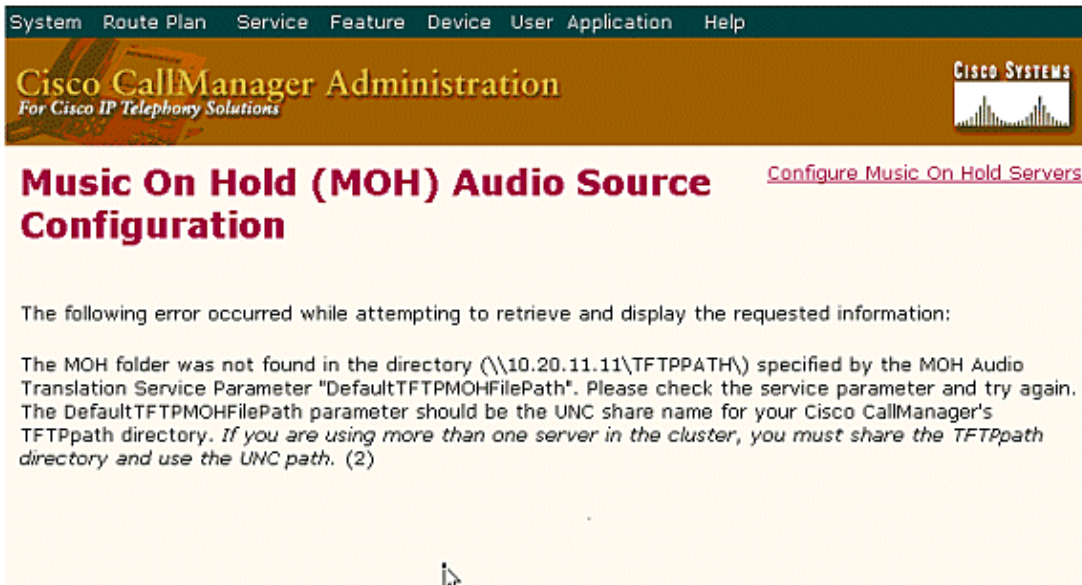 System Route Plan Service Feature Device User Application Help
Cisco CallManager Administration
For Cisco IP Telephony Solutions
CISCO SYSTEMS
Music On Hold (MOH) Audio Source
Configuration
Configure Music On Hold Servers
The following error occurred while attempting to retrieve and display the requested information:
The MOH folder was not found in the directory (\\10.20.11.11\TFTPPATH\) specified by the MOH Audio
Translation Service Parameter "DefaultTFTPMOHFilePath". Please check the service parameter and try again.
The DefaultTFTPMOHFilePath parameter should be the UNC share name for your Cisco CallManager's
TFTPpath directory. If you are using more than one server in the cluster, you must share the TFTPpath
directory and use the UNC path. (2)